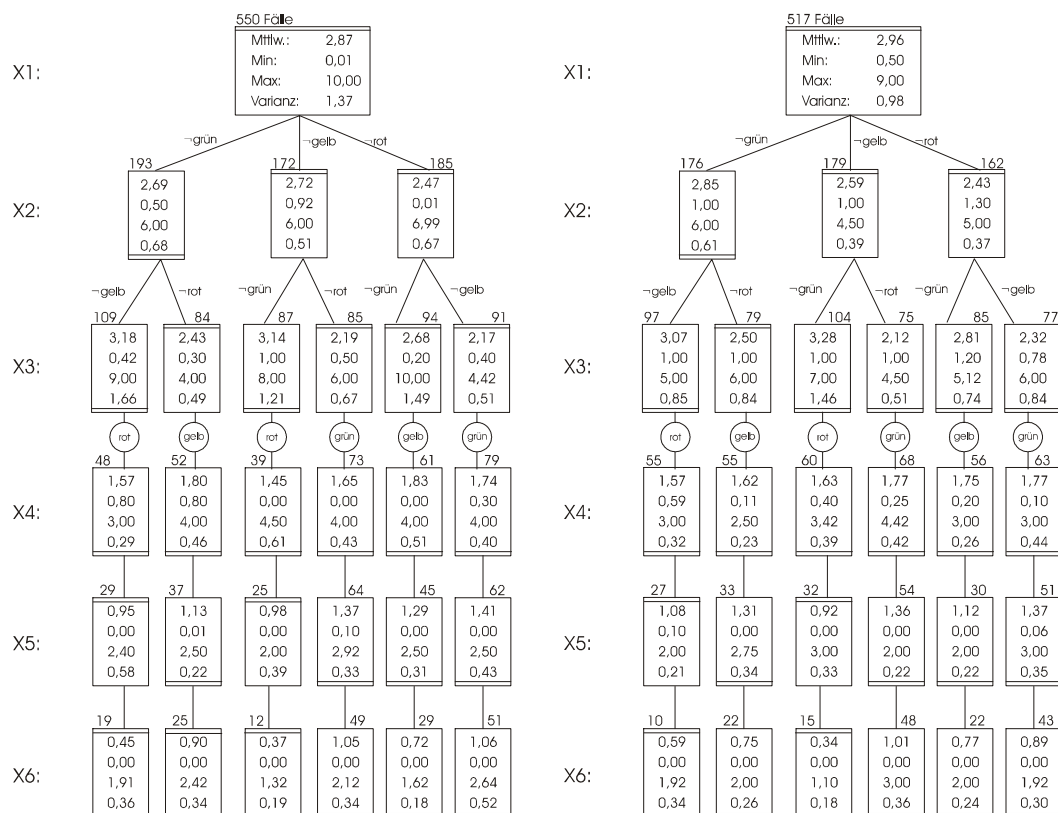 550 Fälle
517 Fälle
X1:
Mttlw.: 2,87
Min: 0,01
Max: 10,00
Varianz: 1,37
X1:
Mttlw.: 2,96
Min: 0,50
Max: 9,00
Varianz: 0,98
¬grün ¬gelb ¬rot
¬grün ¬gelb ¬rot
193 172 185
176 179 162
X2:
2,69 2,72 2,47
0,50 0,92 0,01
6,00 6,00 6,99
0,68 0,51 0,67
X2:
2,85 2,59 2,43
1,00 1,00 1,30
6,00 4,50 5,00
0,61 0,39 0,37
¬gelb ¬rot ¬grün ¬rot ¬grün ¬gelb
¬gelb ¬rot ¬grün ¬rot ¬grün ¬gelb
109 84 87 85 94 91
97 79 104 75 85 77
X3:
3,18 2,43 3,14 2,19 2,68 2,17
0,42 0,30 1,00 0,50 0,20 0,40
9,00 4,00 8,00 6,00 10,00 4,42
1,66 0,49 1,21 0,67 1,49 0,51
X3:
3,07 2,50 3,28 2,12 2,81 2,32
1,00 1,00 1,00 1,00 1,20 0,78
5,00 6,00 7,00 4,50 5,12 6,00
0,85 0,84 1,46 0,51 0,74 0,84
rot gelb rot grün gelb grün
rot gelb rot grün gelb grün
48 52 39 73 61 79
55 55 60 68 56 63
X4:
1,57 1,80 1,45 1,65 1,83 1,74
0,80 0,80 0,00 0,00 0,00 0,30
3,00 4,00 4,50 4,00 4,00 4,00
0,29 0,46 0,61 0,43 0,51 0,40
X4:
1,57 1,62 1,63 1,77 1,75 1,77
0,59 0,11 0,40 0,25 0,20 0,10
3,00 2,50 3,42 4,42 3,00 3,00
0,32 0,23 0,39 0,42 0,26 0,44
29 37 25 64 45 62
27 33 32 54 30 51
X5:
0,95 1,13 0,98 1,37 1,29 1,41
0,00 0,01 0,00 0,10 0,00 0,00
2,40 2,50 2,00 2,92 2,50 2,50
0,58 0,22 0,39 0,33 0,31 0,43
X5:
1,08 1,31 0,92 1,36 1,12 1,37
0,10 0,00 0,00 0,00 0,00 0,06
2,00 2,75 3,00 2,00 2,00 3,00
0,21 0,34 0,33 0,22 0,22 0,35
19 25 12 49 29 51
10 22 15 48 22 43
X6:
0,45 0,90 0,37 1,05 0,72 1,06
0,00 0,00 0,00 0,00 0,00 0,00
1,91 2,42 1,32 2,12 1,62 2,64
0,36 0,34 0,19 0,34 0,18 0,52
X6:
0,59 0,75 0,34 1,01 0,77 0,89
0,00 0,00 0,00 0,00 0,00 0,00
1,92 2,00 1,10 3,00 2,00 1,92
0,34 0,26 0,18 0,36 0,24 0,30